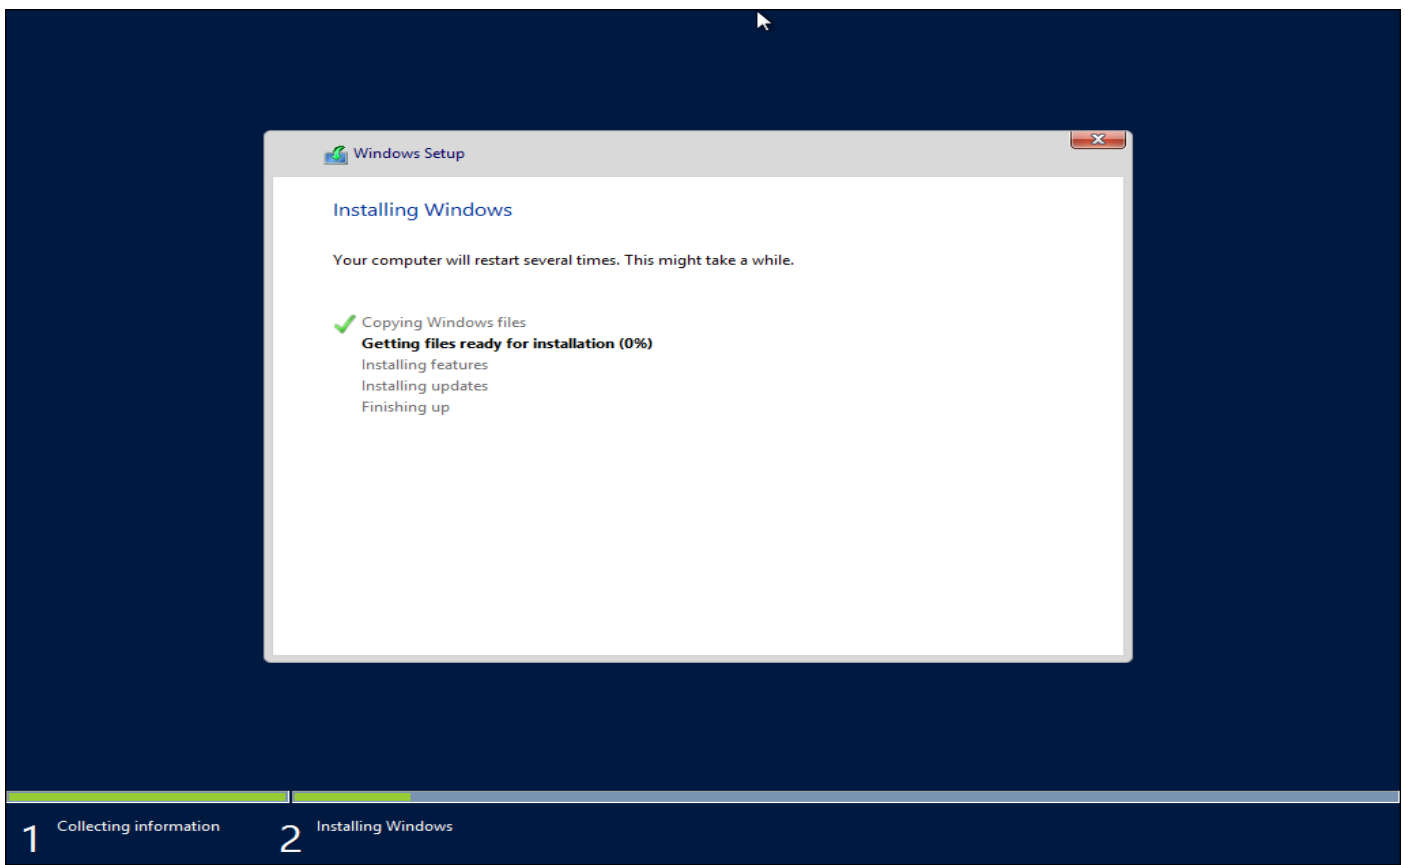 Windows Setup
Installing Windows
Your computer will restart several times. This might take a while.
Copying Windows files
Getting files ready for installation (0%)
Installing features
Installing updates
Finishing up
1 Collecting information 2 Installing Windows